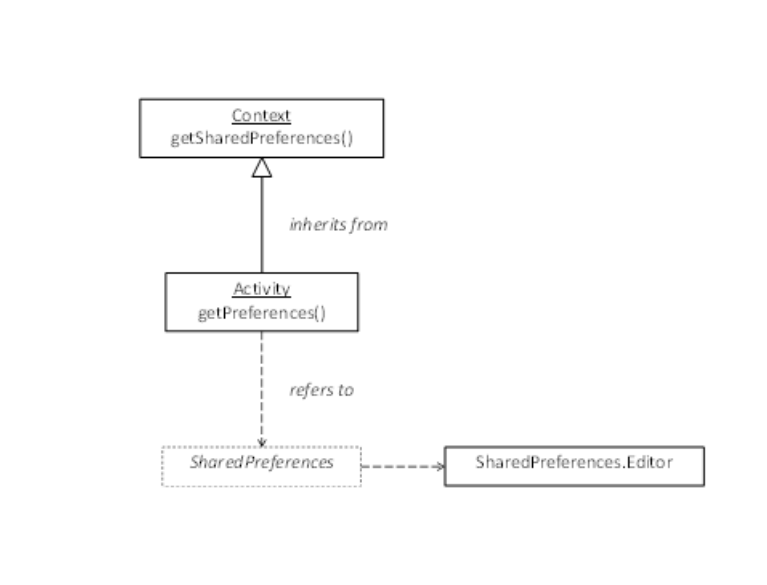 Context
getSharedPreferences()
inherits from
Activity
getPreferences()
refers to
SharedPreferences
SharedPreferences.Editor